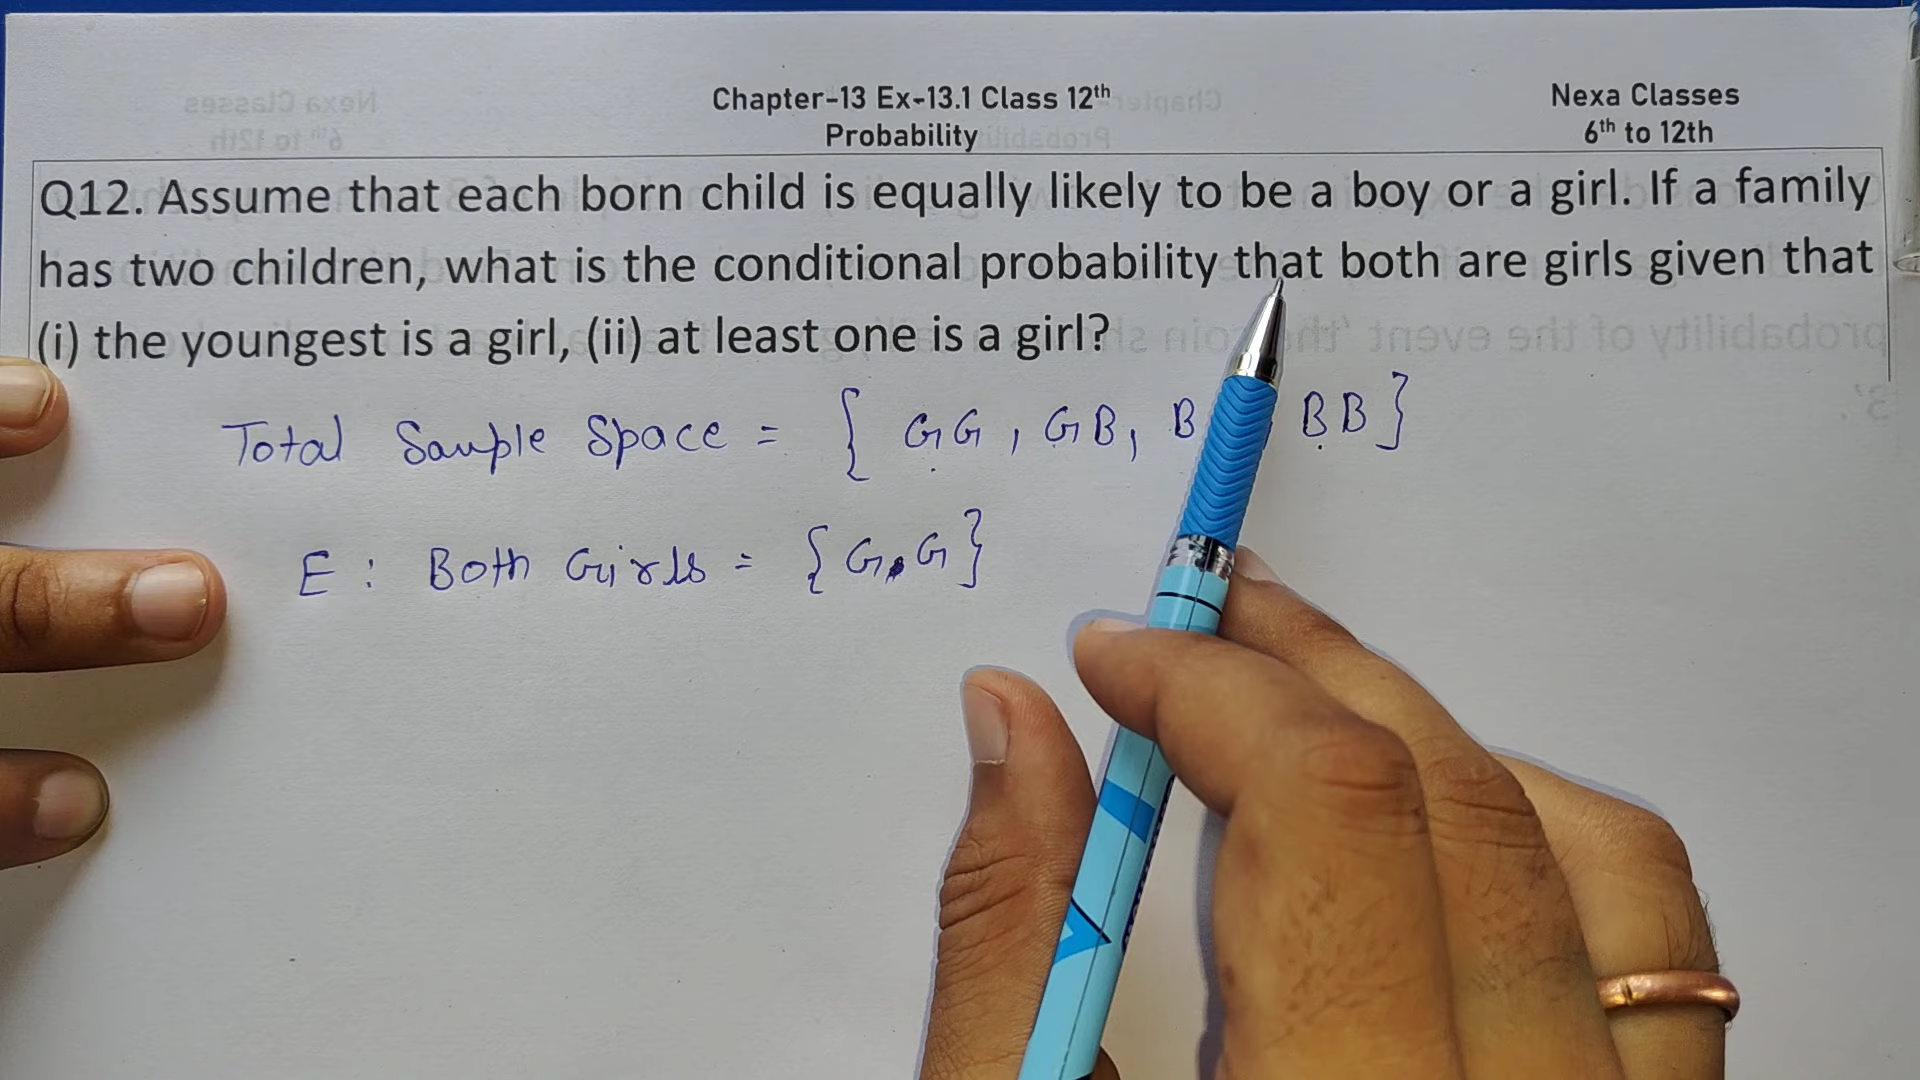 Chapter-13 Ex-13.1 Class 12th
Probability
Nexa Classes
6th to 12th
Q12. Assume that each born child is equally likely to be a boy or a girl. If a family
has two children, what is the conditional probability that both are girls given that
(i) the youngest is a girl, (ii) at least one is a girl?
Total Sample Space = { GG , GB, B , BB }
E : Both Girls = { G,G }